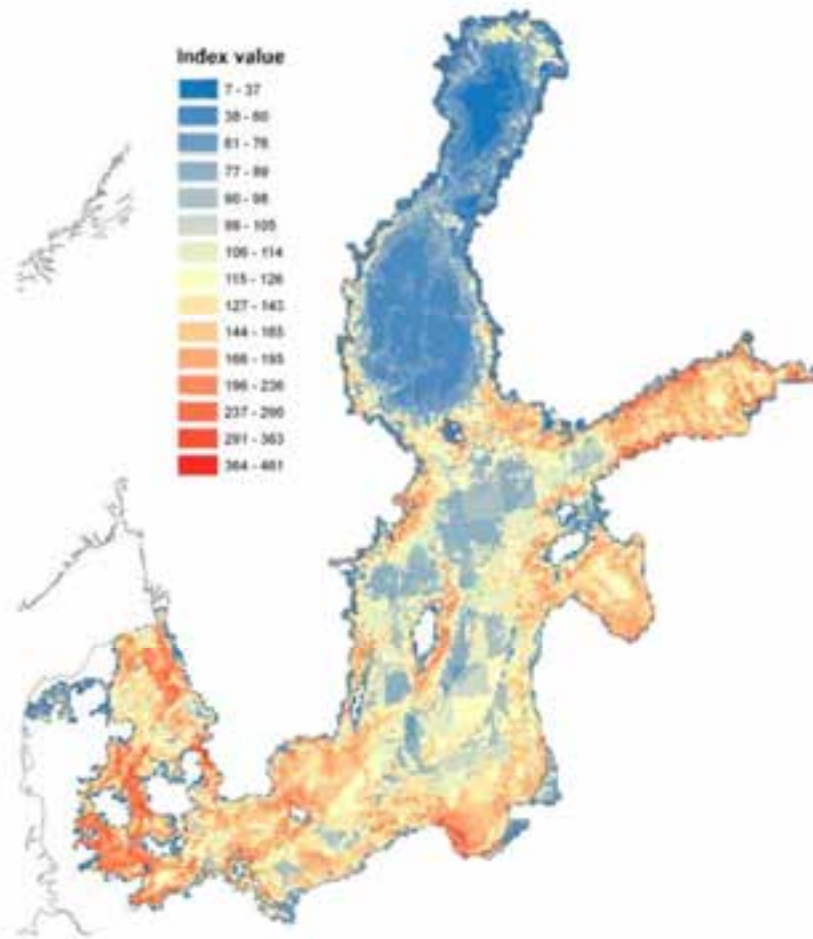 Index value
7 - 37
38 - 60
61 - 76
77 - 89
90 - 98
99 - 105
106 - 114
115 - 126
127 - 143
144 - 165
166 - 195
196 - 236
237 - 290
291 - 363
364 - 461